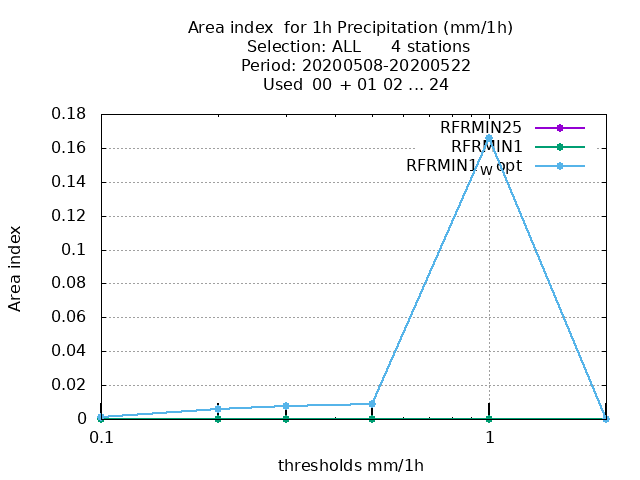 Area index  for 1h Precipitation (mm/1h)
Selection: ALL      4 stations
Period: 20200508-20200522
Used  00  + 01 02 ... 24
0.18
0.16
0.14
0.12
0.1
0.08
0.06
0.04
0.02
0
Area index
RFRMIN25
RFRMIN1
RFRMIN1wopt
0.1
1
thresholds mm/1h